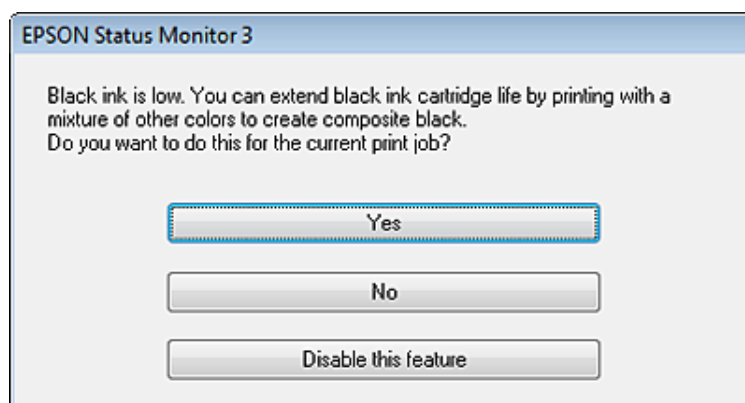 EPSON Status Monitor 3
Black ink is low. You can extend black ink cartridge life by printing with a
mixture of other colors to create composite black.
Do you want to do this for the current print job?
Yes
No
Disable this feature